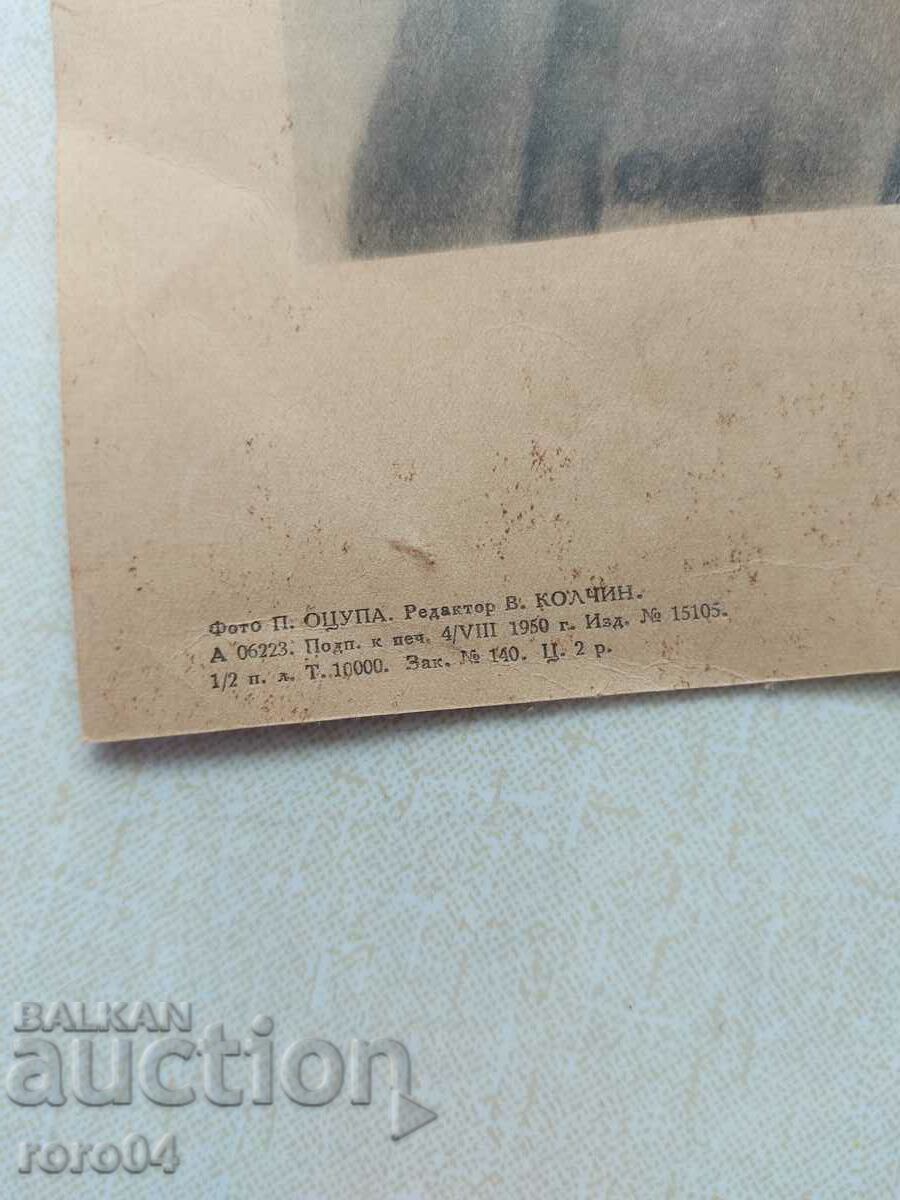 Фото П. ОЦУПА. Редактор В. КОЛЧИН.
А 06223. Подп. к печ. 4/VIII 1950 г. Изд. № 15105.
1/2 п. л. Т. 10000. Зак. № 140. Ц. 2 р.
BALKAN
auction
roro04